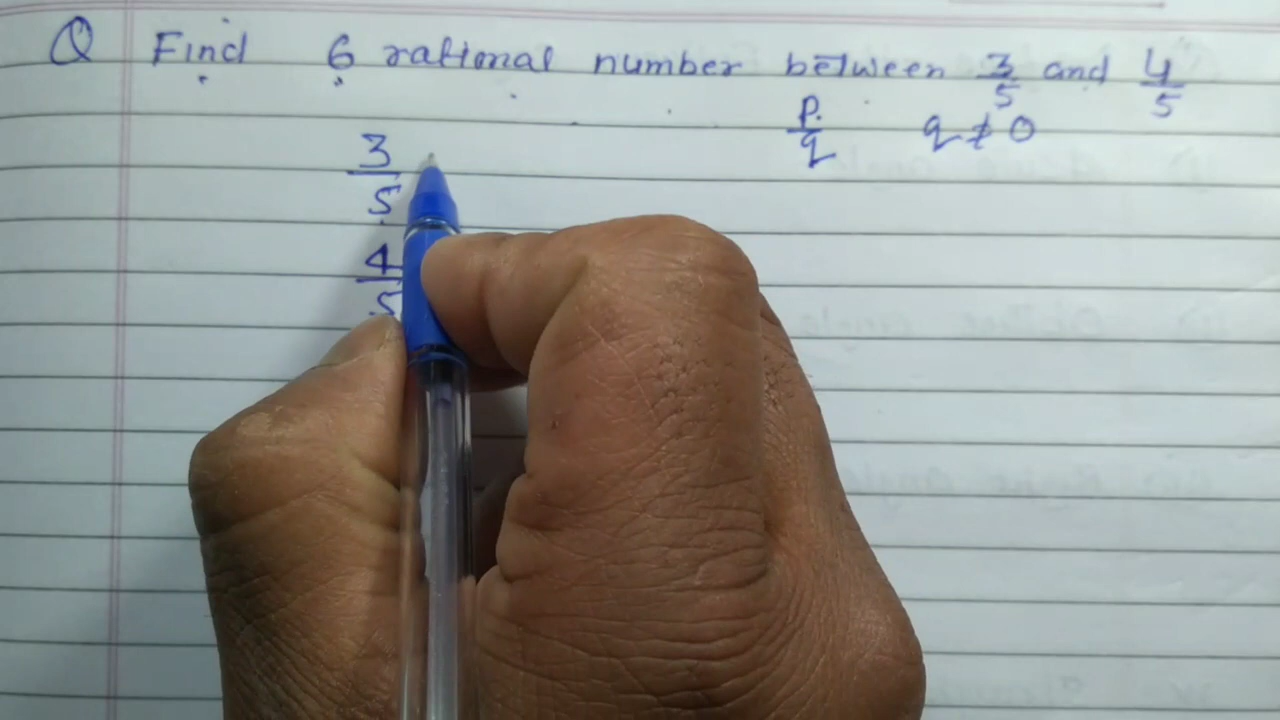 Q Find 6 rational number between 3/5 and 4/5
p/q q ≠ 0
3/5
4/5